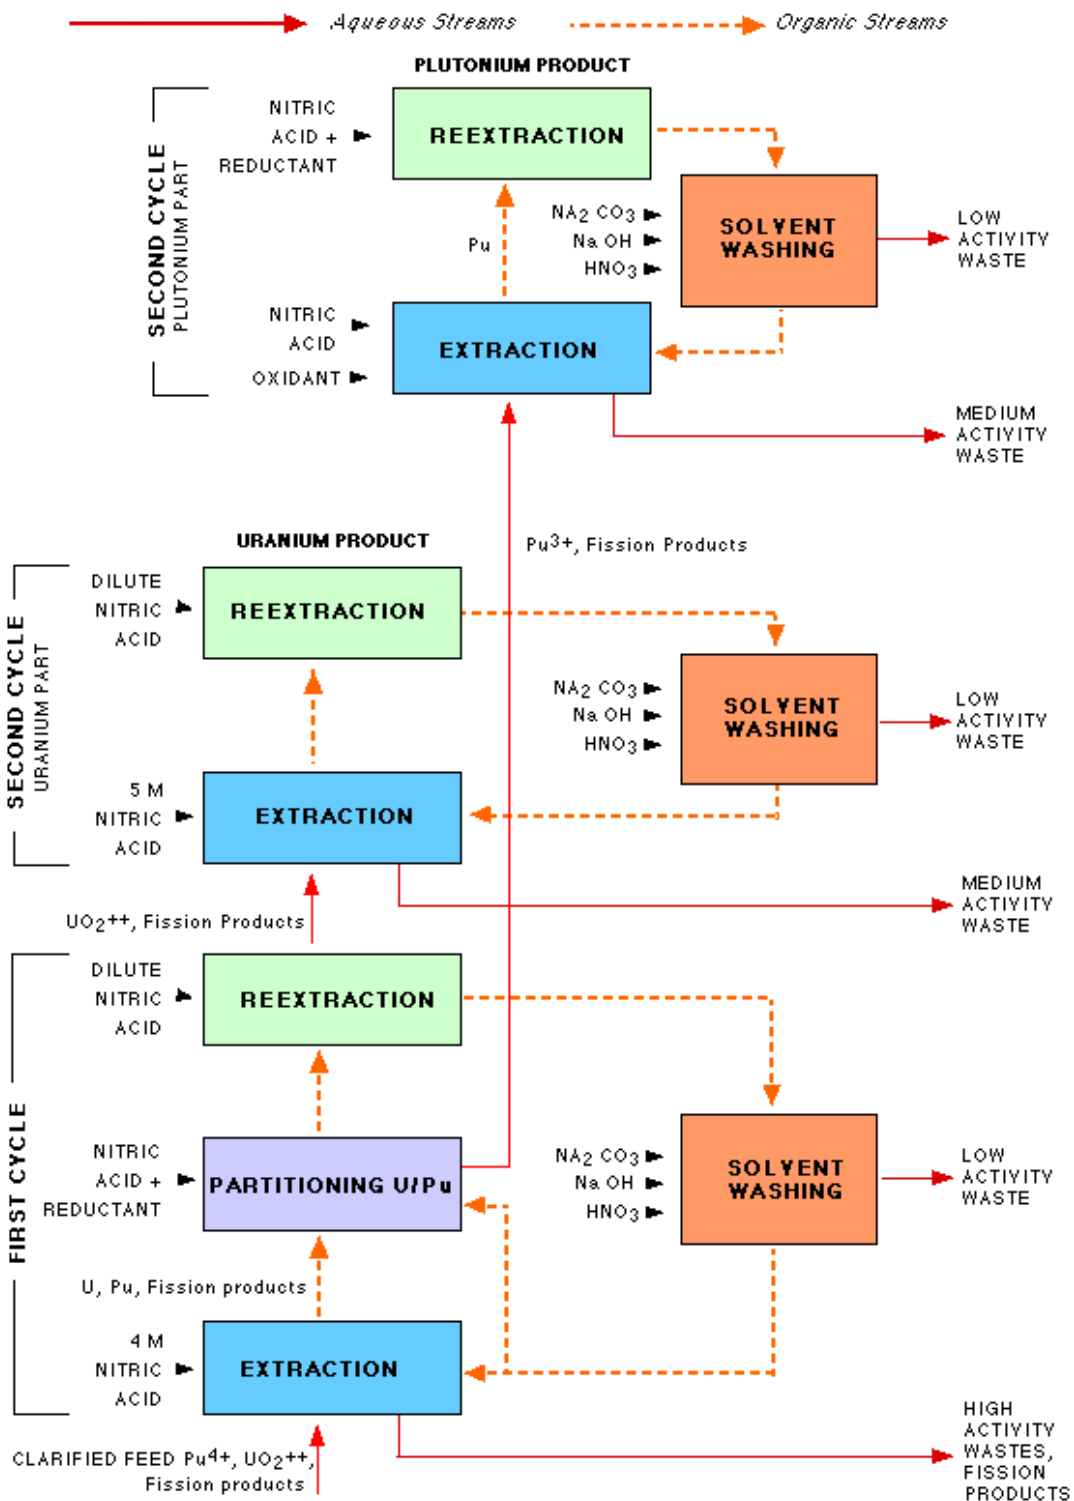 Aqueous Streams
Organic Streams
PLUTONIUM PRODUCT
SECOND CYCLE
PLUTONIUM PART
NITRIC
ACID +
REDUCTANT
REEXTRACTION
NA2 CO3
Na OH
HNO3
SOLVENT
WASHING
LOW
ACTIVITY
WASTE
Pu
NITRIC
ACID
OXIDANT
EXTRACTION
MEDIUM
ACTIVITY
WASTE
Pu3+, Fission Products
URANIUM PRODUCT
SECOND CYCLE
URANIUM PART
DILUTE
NITRIC
ACID
REEXTRACTION
NA2 CO3
Na OH
HNO3
SOLVENT
WASHING
LOW
ACTIVITY
WASTE
5 M
NITRIC
ACID
EXTRACTION
MEDIUM
ACTIVITY
WASTE
UO2++, Fission Products
FIRST CYCLE
DILUTE
NITRIC
ACID
REEXTRACTION
NITRIC
ACID +
REDUCTANT
PARTITIONING U/Pu
NA2 CO3
Na OH
HNO3
SOLVENT
WASHING
LOW
ACTIVITY
WASTE
U, Pu, Fission products
4 M
NITRIC
ACID
EXTRACTION
HIGH
ACTIVITY
WASTES,
FISSION
PRODUCTS
CLARIFIED FEED Pu4+, UO2++,
Fission products